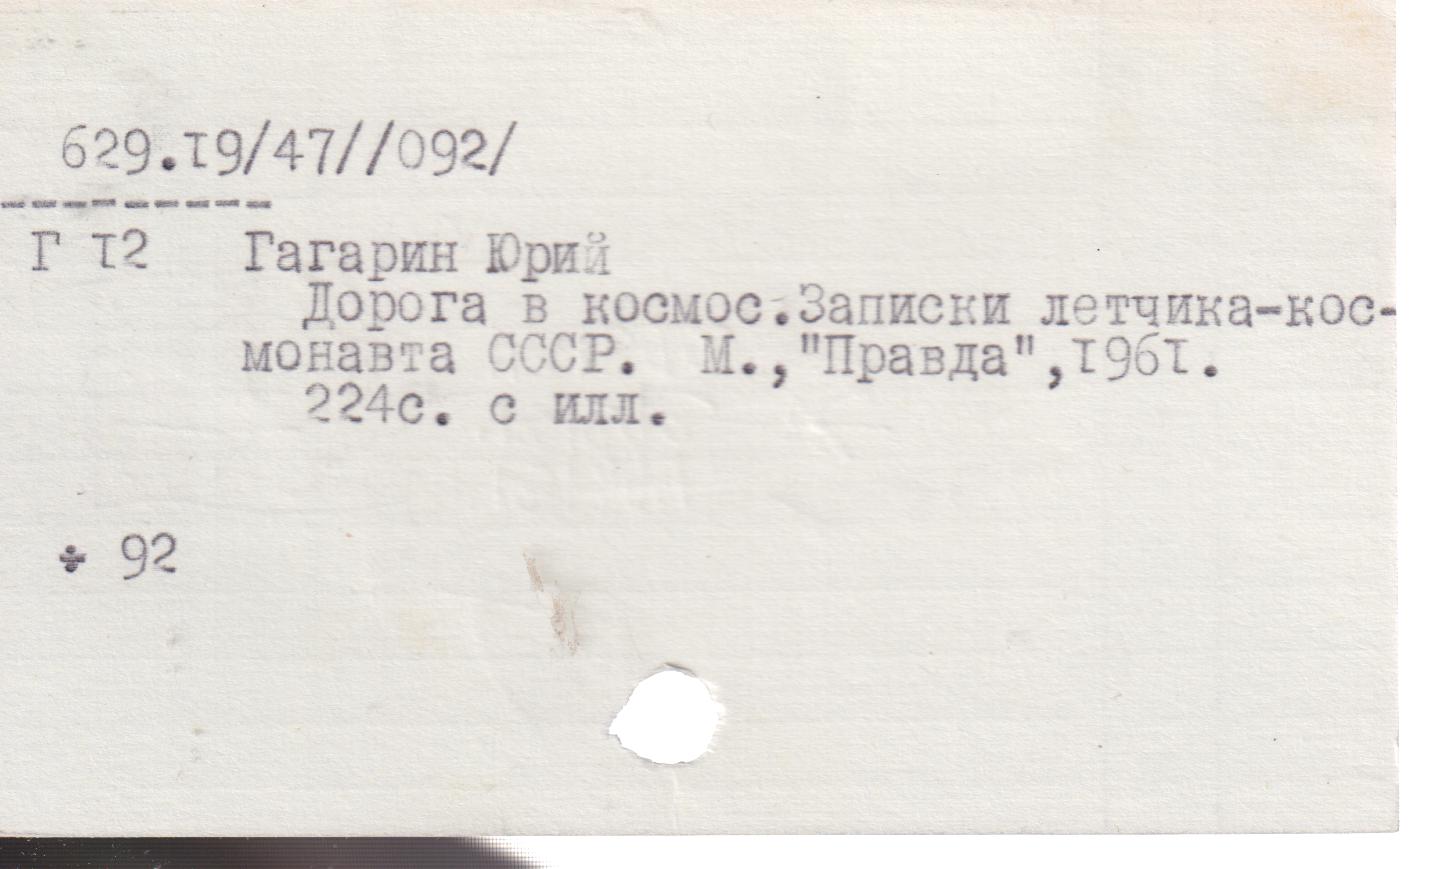 629.19/47//092/
---------
Г 12 Гагарин Юрий
Дорога в космос.Записки летчика-кос-
монавта СССР. М.,"Правда",1961.
224с. с илл.
÷ 92